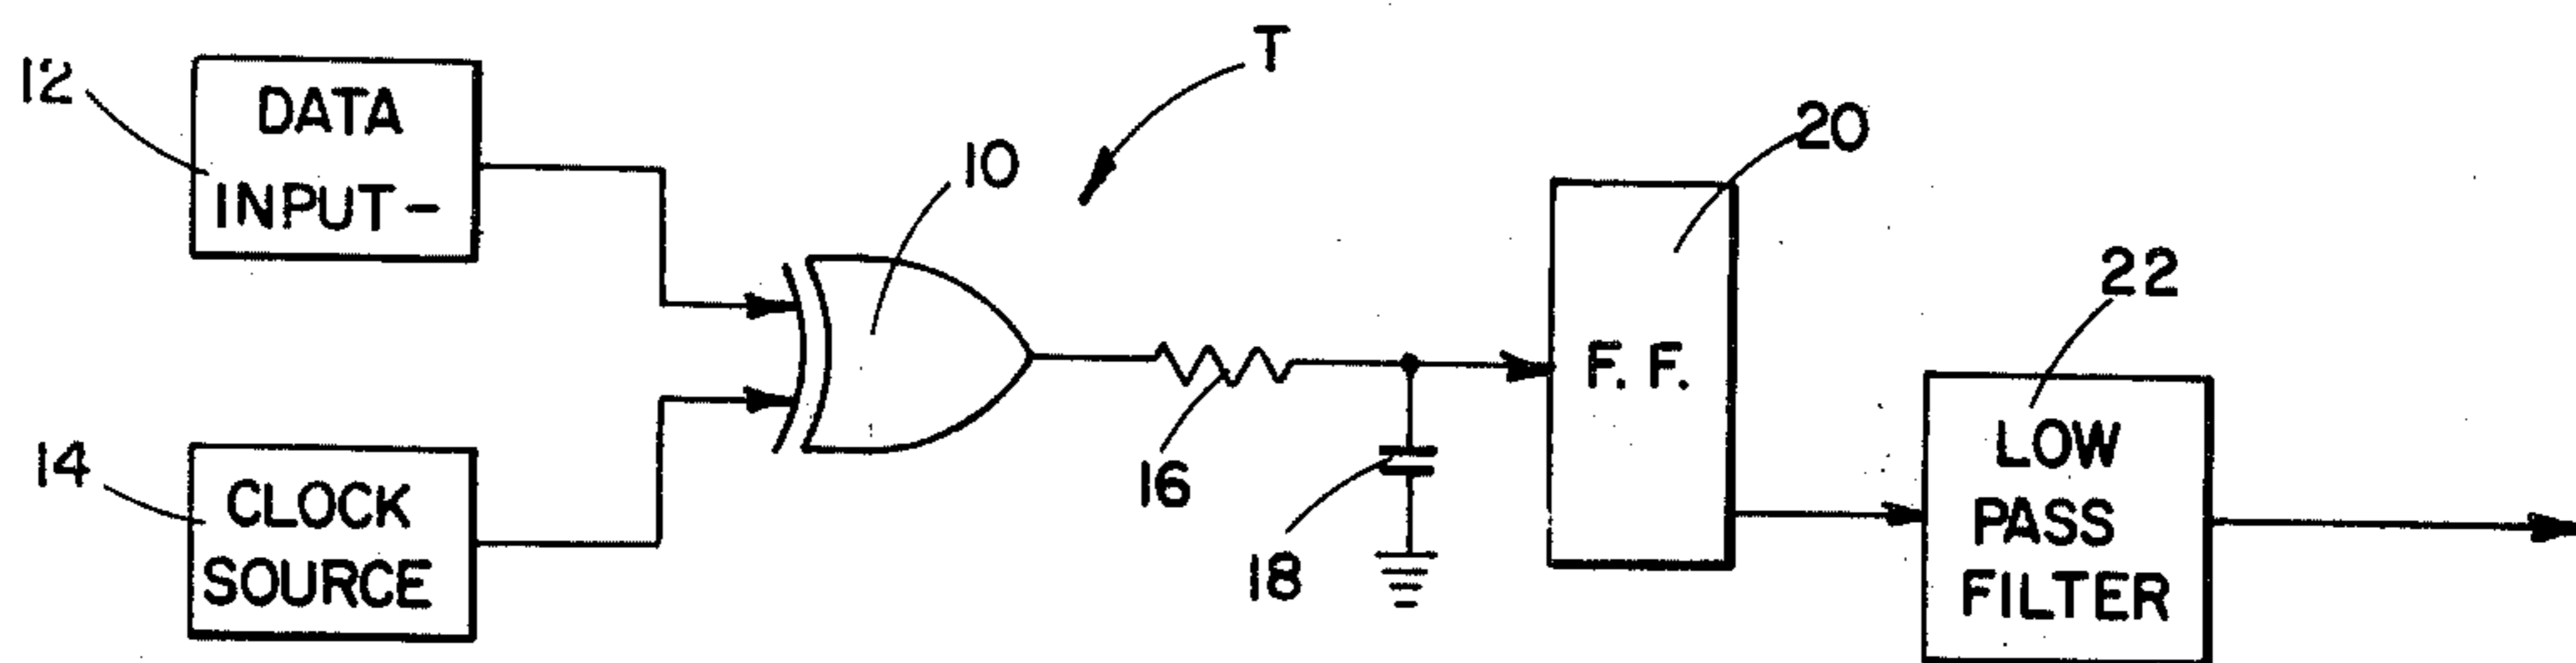 T
12
DATA
INPUT-
10
20
22
F. F.
LOW
PASS
FILTER
14
CLOCK
SOURCE
16
18